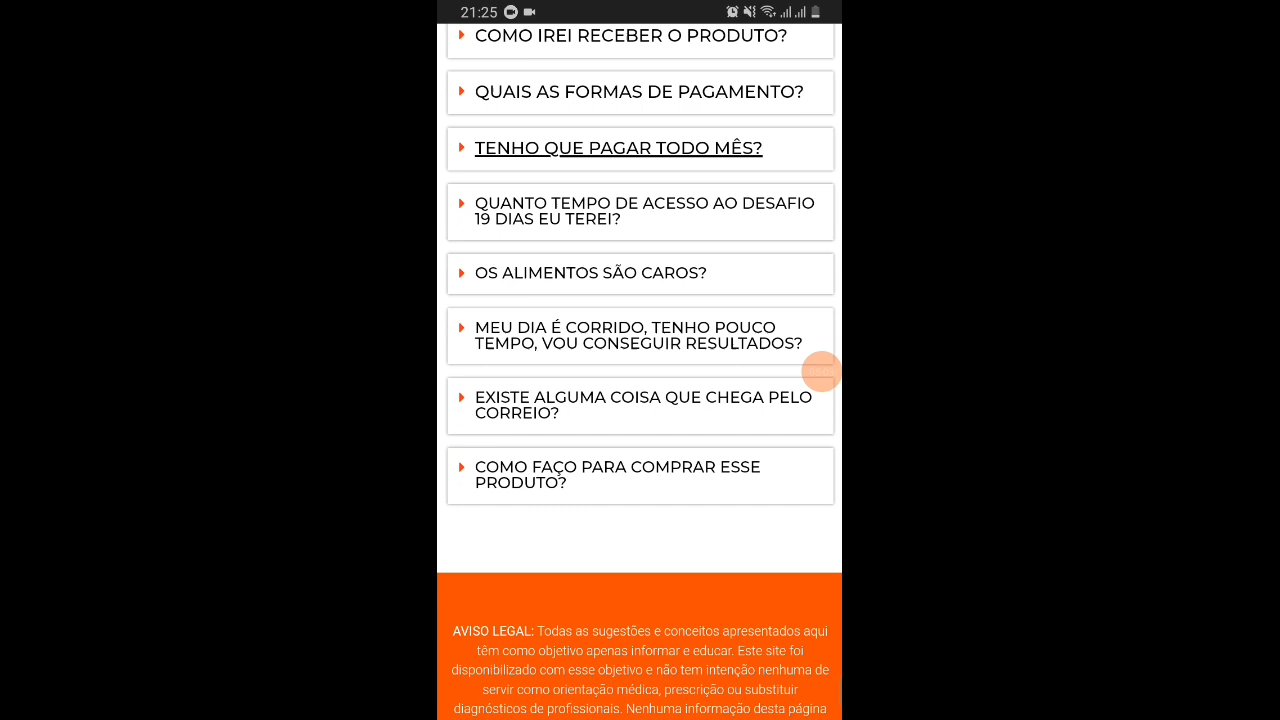 21:25
COMO IREI RECEBER O PRODUTO?
QUAIS AS FORMAS DE PAGAMENTO?
TENHO QUE PAGAR TODO MÊS?
QUANTO TEMPO DE ACESSO AO DESAFIO
19 DIAS EU TEREI?
OS ALIMENTOS SÃO CAROS?
MEU DIA É CORRIDO, TENHO POUCO
TEMPO, VOU CONSEGUIR RESULTADOS?
EXISTE ALGUMA COISA QUE CHEGA PELO
CORREIO?
COMO FAÇO PARA COMPRAR ESSE
PRODUTO?
AVISO LEGAL: Todas as sugestões e conceitos apresentados aqui
têm como objetivo apenas informar e educar. Este site foi
disponibilizado com esse objetivo e não tem intenção nenhuma de
servir como orientação médica, prescrição ou substituir
diagnósticos de profissionais. Nenhuma informação desta página